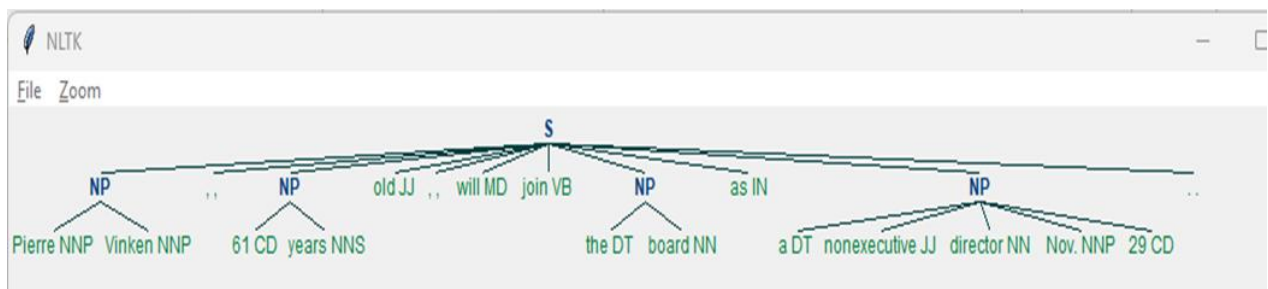 NLTK
File Zoom
S
NP , , NP old JJ , , will MD join VB NP as IN NP . .
Pierre NNP Vinken NNP 61 CD years NNS the DT board NN a DT nonexecutive JJ director NN Nov. NNP 29 CD